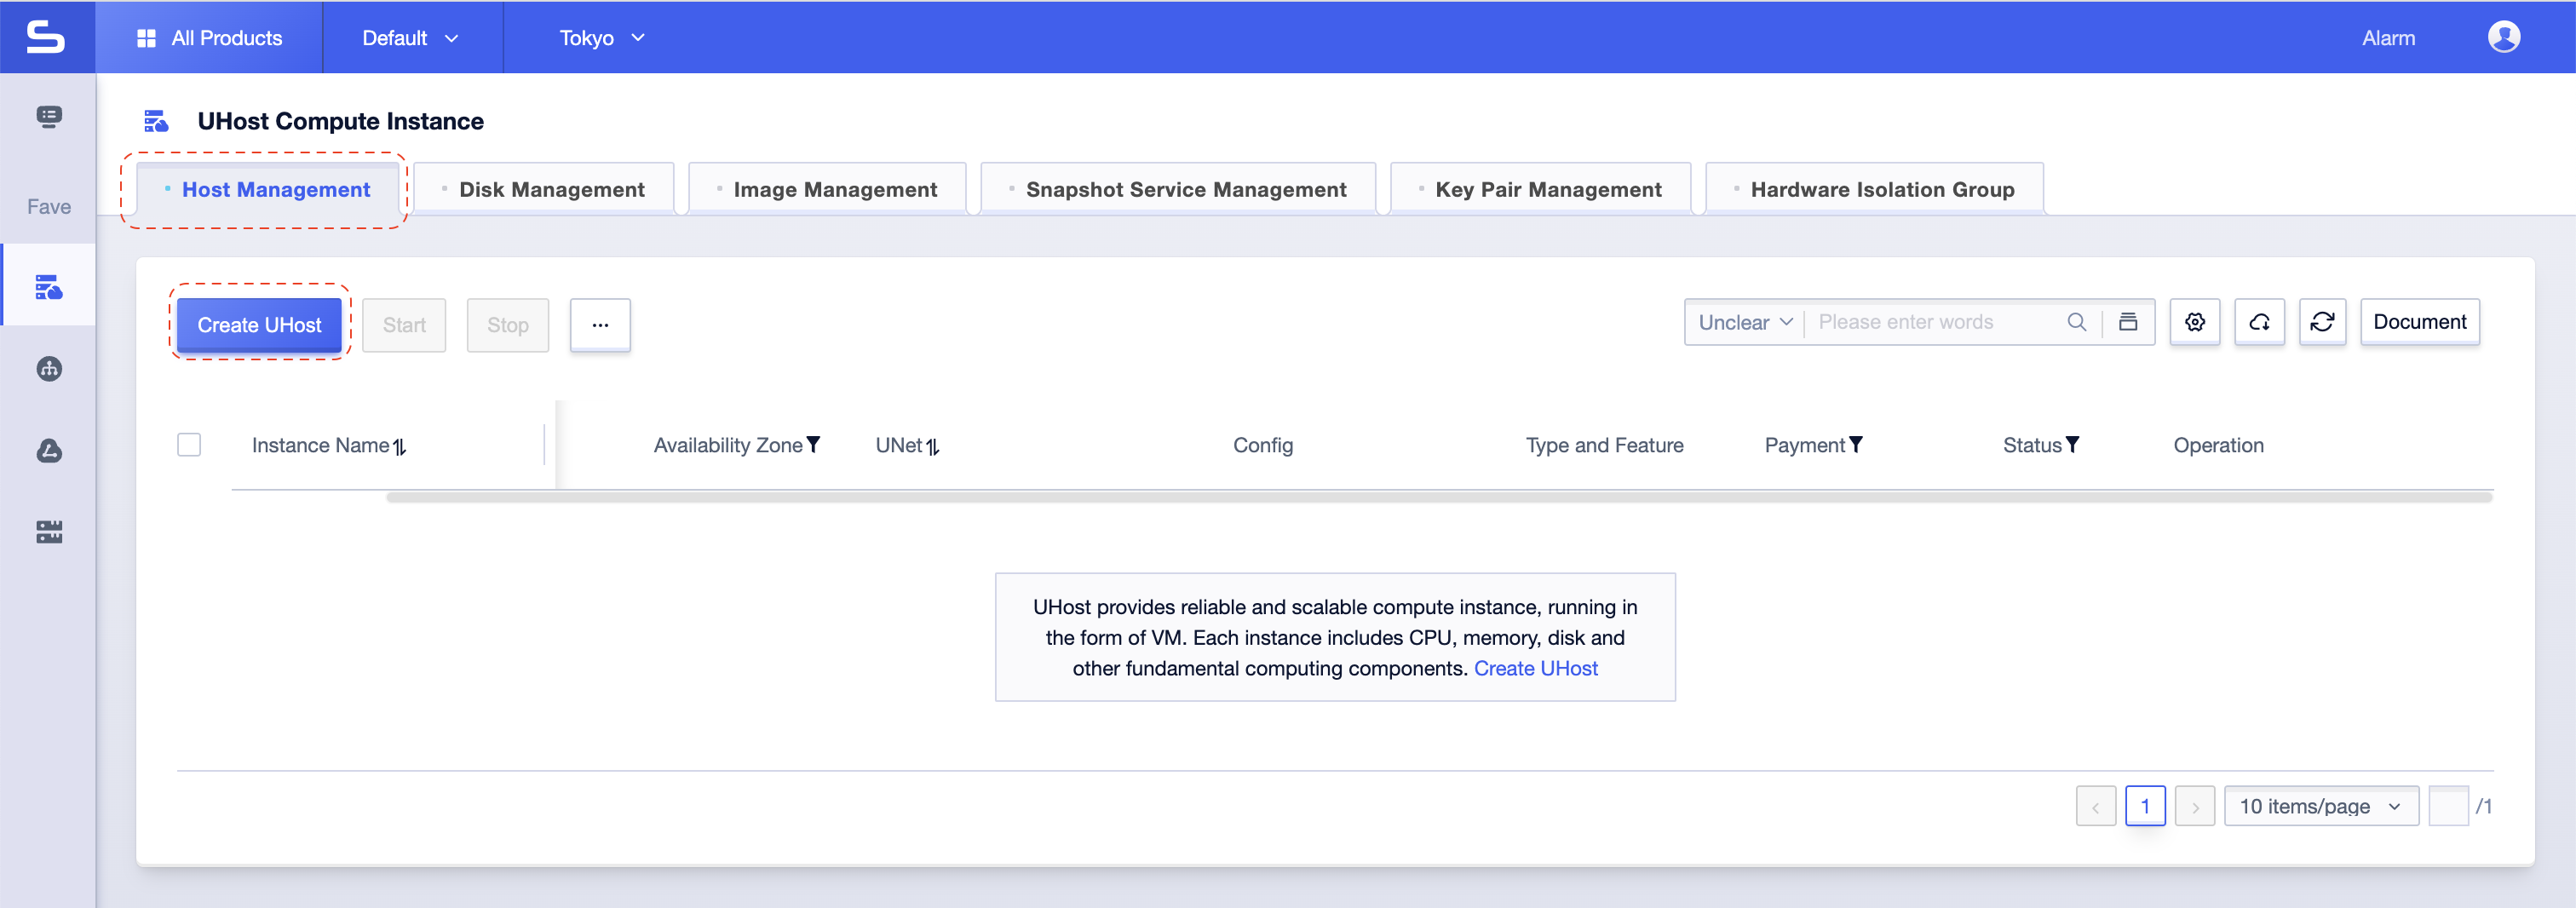 All Products
Default
Tokyo
Alarm
UHost Compute Instance
Fave
Host Management
Disk Management
Image Management
Snapshot Service Management
Key Pair Management
Hardware Isolation Group
Create UHost
Start
Stop
...
Unclear
Please enter words
Document
Instance Name
Availability Zone
UNet
Config
Type and Feature
Payment
Status
Operation
UHost provides reliable and scalable compute instance, running in
the form of VM. Each instance includes CPU, memory, disk and
other fundamental computing components. Create UHost
1
10 items/page
/1